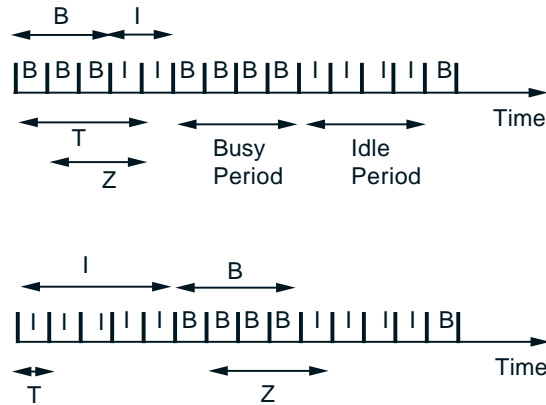 B I
B B B I I B B B B I I I I B
Time
T
Z
Busy Idle
Period Period
I
B
I I I I I B B B B I I I I B
Time
T Z